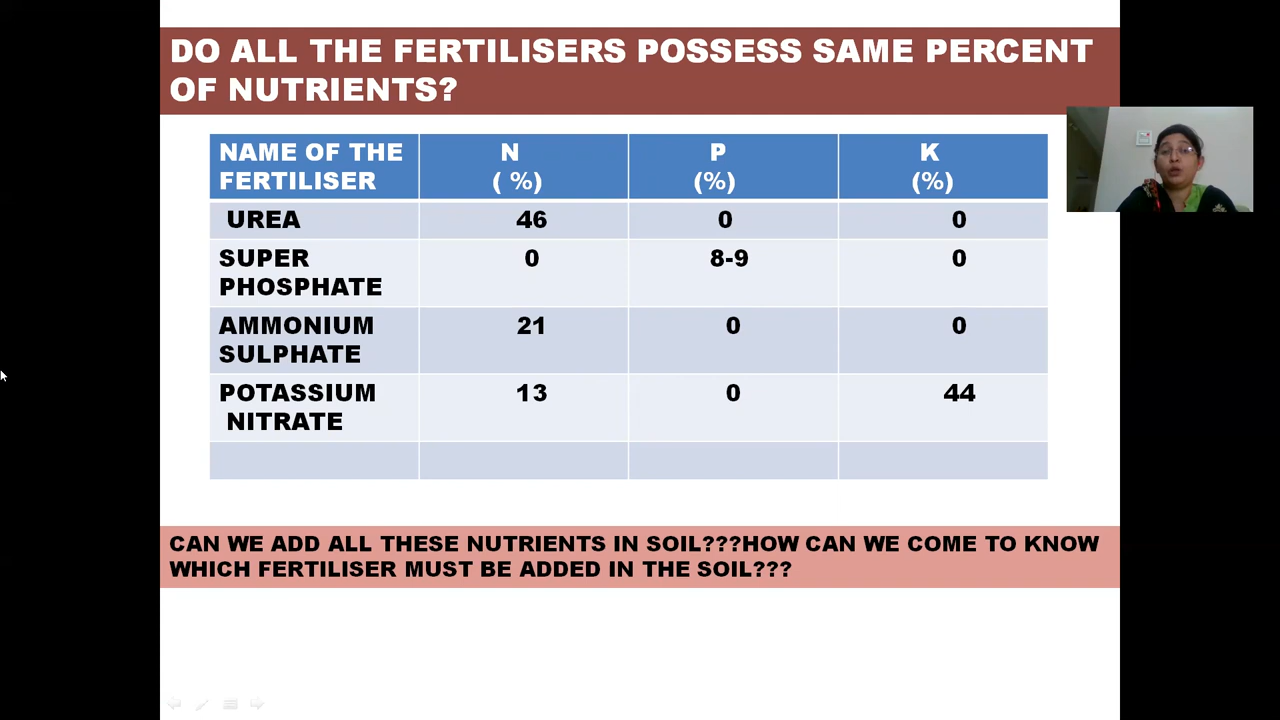 DO ALL THE FERTILISERS POSSESS SAME PERCENT
OF NUTRIENTS?
NAME OF THE FERTILISER N ( %) P (%) K (%)
UREA 46 0 0
SUPER PHOSPHATE 0 8-9 0
AMMONIUM SULPHATE 21 0 0
POTASSIUM NITRATE 13 0 44
CAN WE ADD ALL THESE NUTRIENTS IN SOIL???HOW CAN WE COME TO KNOW
WHICH FERTILISER MUST BE ADDED IN THE SOIL???